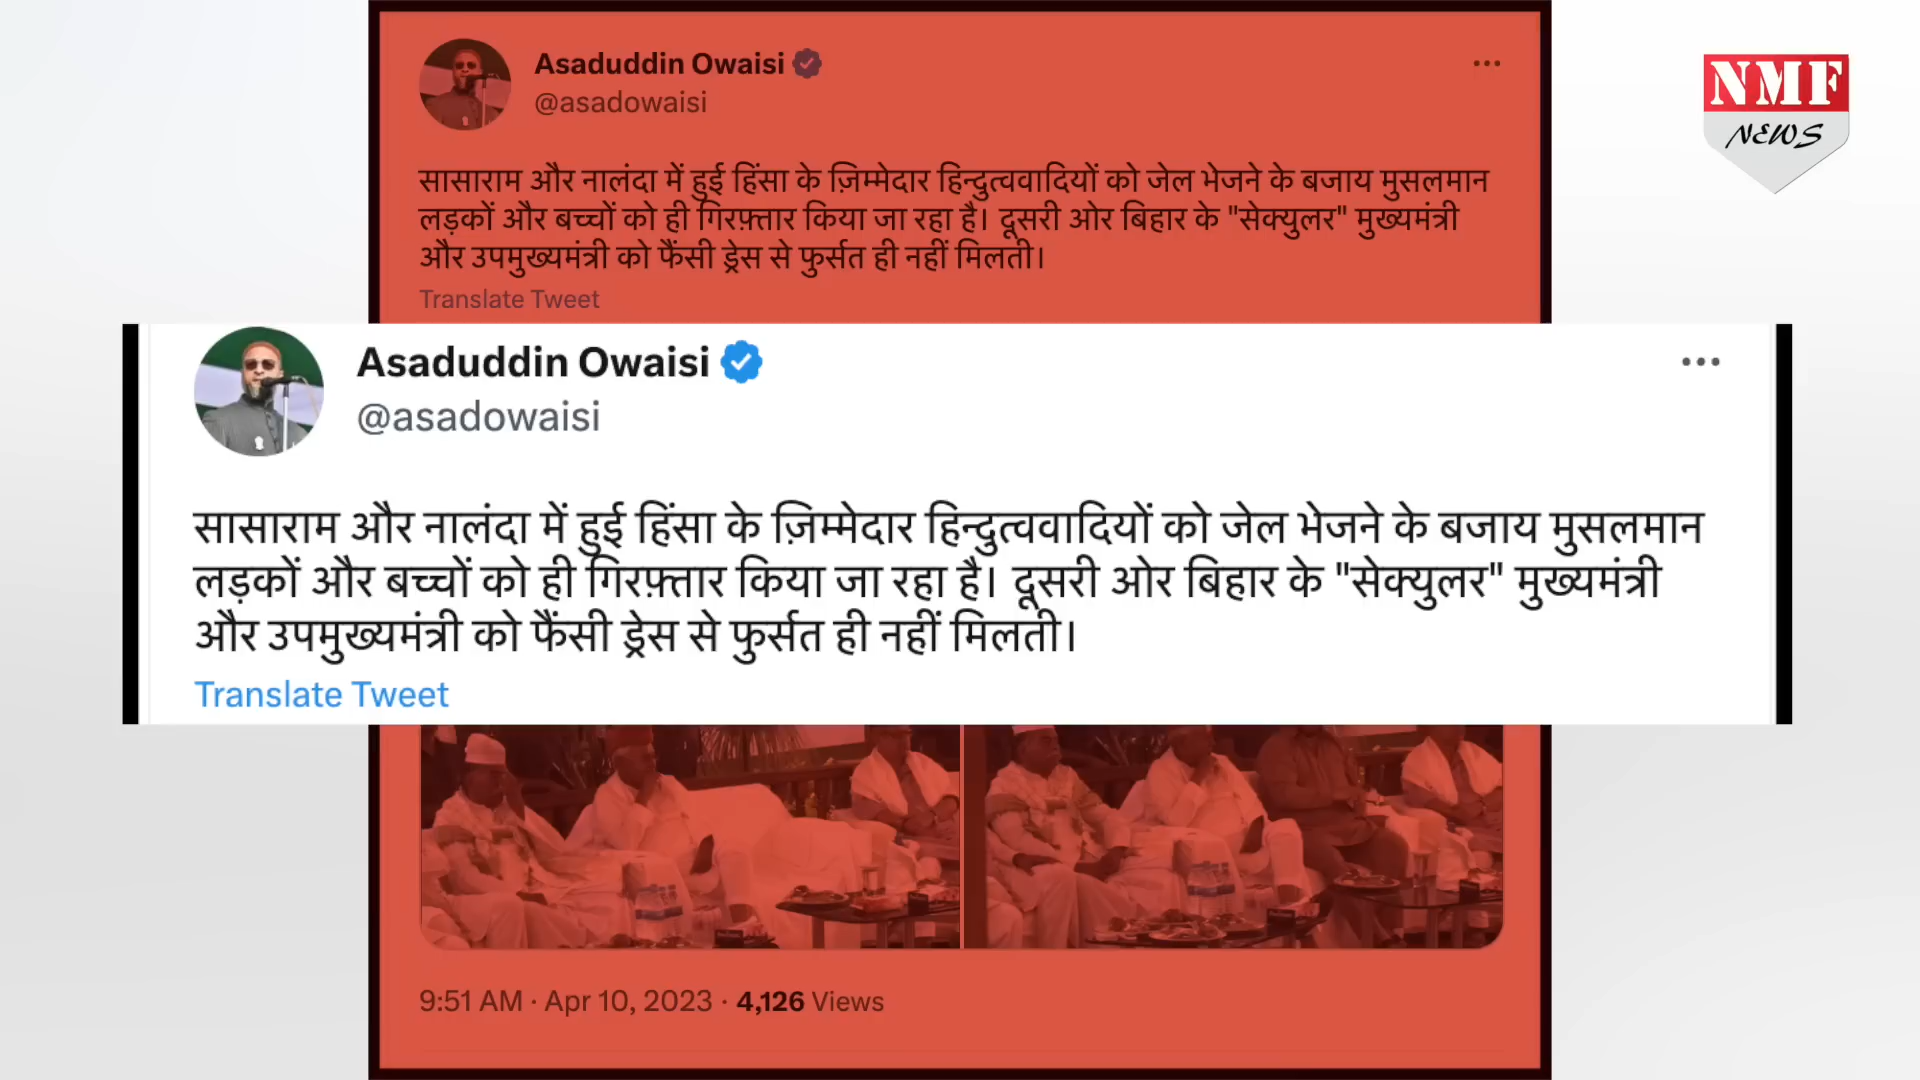 Asaduddin Owaisi
@asadowaisi
सासाराम और नालंदा में हुई हिंसा के ज़िम्मेदार हिन्दुत्ववादियों को जेल भेजने के बजाय मुसलमान
लड़कों और बच्चों को ही गिरफ़्तार किया जा रहा है। दूसरी ओर बिहार के "सेक्युलर" मुख्यमंत्री
और उपमुख्यमंत्री को फैंसी ड्रेस से फुर्सत ही नहीं मिलती।
Translate Tweet
NMF
NEWS
Asaduddin Owaisi
@asadowaisi
सासाराम और नालंदा में हुई हिंसा के ज़िम्मेदार हिन्दुत्ववादियों को जेल भेजने के बजाय मुसलमान
लड़कों और बच्चों को ही गिरफ़्तार किया जा रहा है। दूसरी ओर बिहार के "सेक्युलर" मुख्यमंत्री
और उपमुख्यमंत्री को फैंसी ड्रेस से फुर्सत ही नहीं मिलती।
Translate Tweet
9:51 AM · Apr 10, 2023 · 4,126 Views